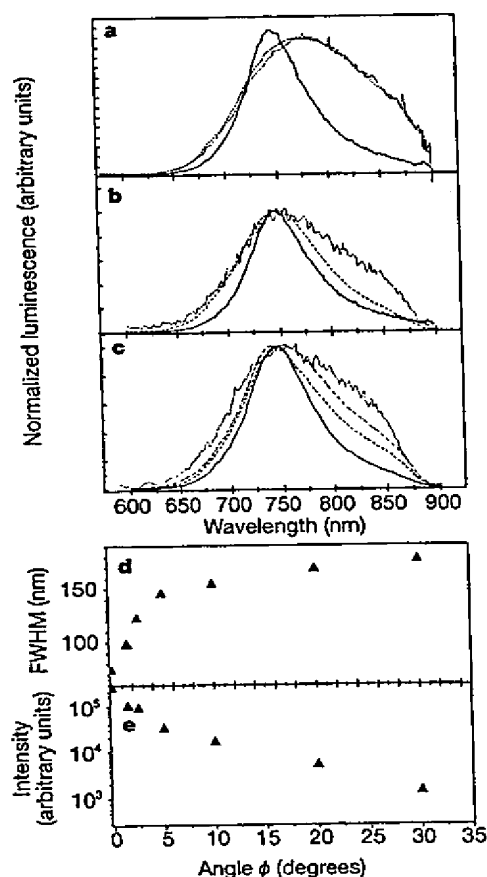 a
b
c
Normalized luminescence (arbitrary units)
600 650 700 750 800 850 900
Wavelength (nm)
d
150
100
FWHM (nm)
e
10⁵
10⁴
10³
Intensity
(arbitrary units)
0 5 10 15 20 25 30 35
Angle ϕ (degrees)